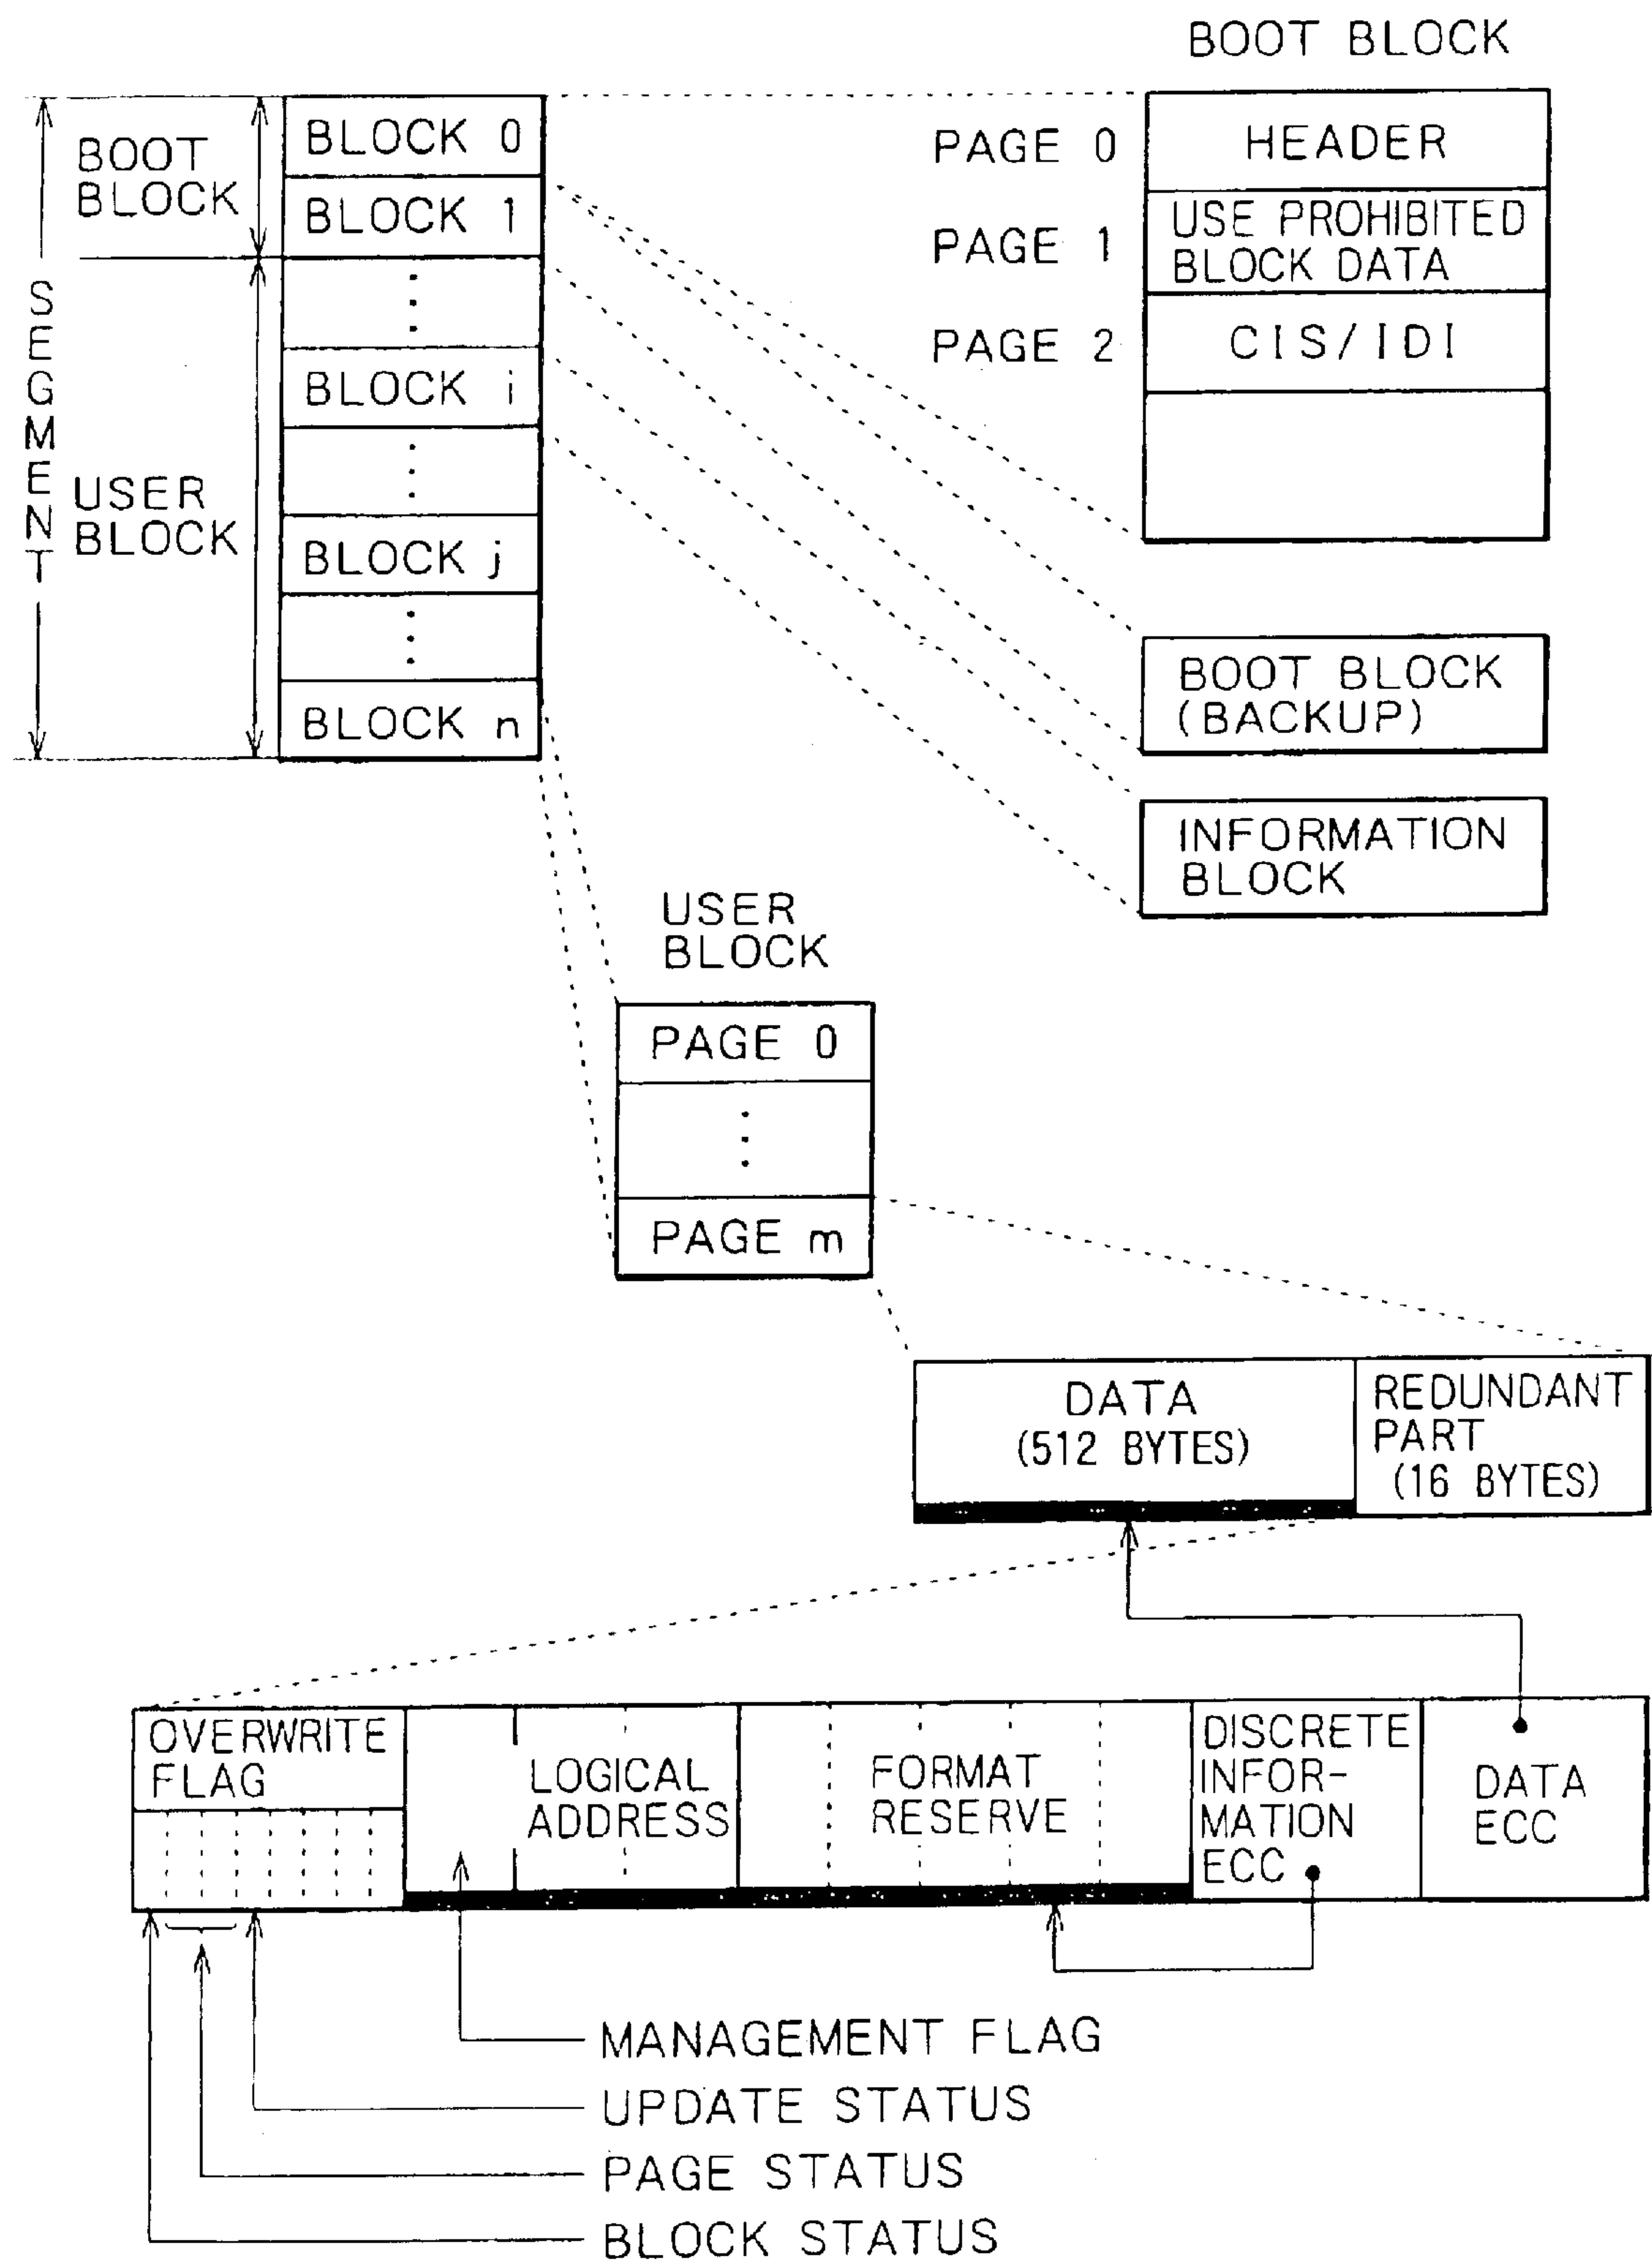 BOOT BLOCK
BOOT
BLOCK
SEGMENT
USER
BLOCK
BLOCK 0
BLOCK 1
BLOCK i
BLOCK j
BLOCK n
PAGE 0
HEADER
PAGE 1
USE PROHIBITED
BLOCK DATA
PAGE 2
CIS/IDI
BOOT BLOCK
(BACKUP)
INFORMATION
BLOCK
USER
BLOCK
PAGE 0
PAGE m
DATA
(512 BYTES)
REDUNDANT
PART
(16 BYTES)
OVERWRITE
FLAG
LOGICAL
ADDRESS
FORMAT
RESERVE
DISCRETE
INFOR-
MATION
ECC
DATA
ECC
MANAGEMENT FLAG
UPDATE STATUS
PAGE STATUS
BLOCK STATUS